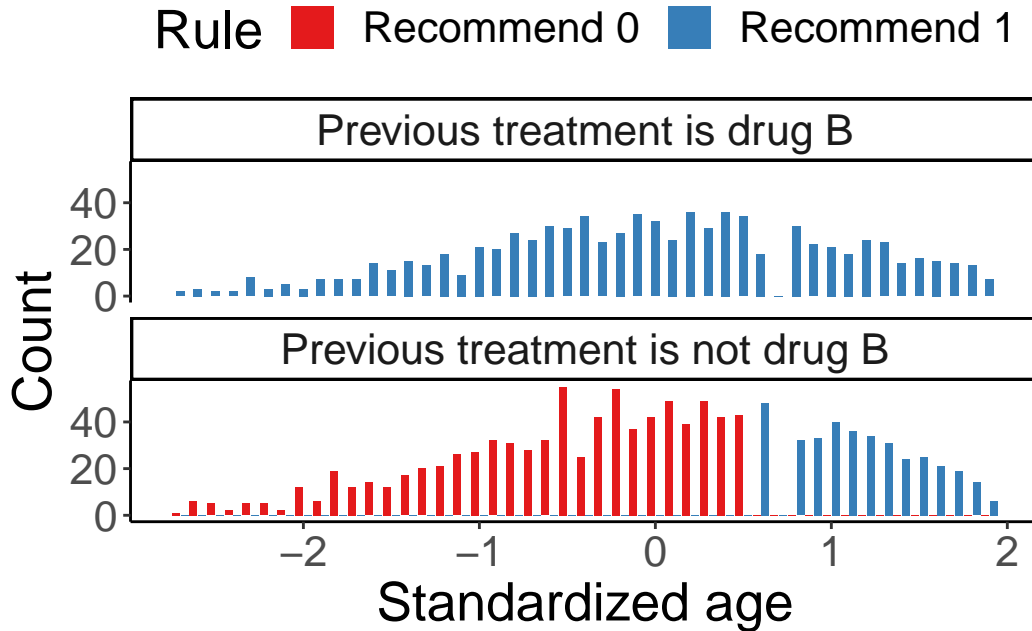 Rule Recommend 0 Recommend 1
Previous treatment is drug B
40
20
0
Previous treatment is not drug B
40
20
0
Count
−2 −1 0 1 2
Standardized age